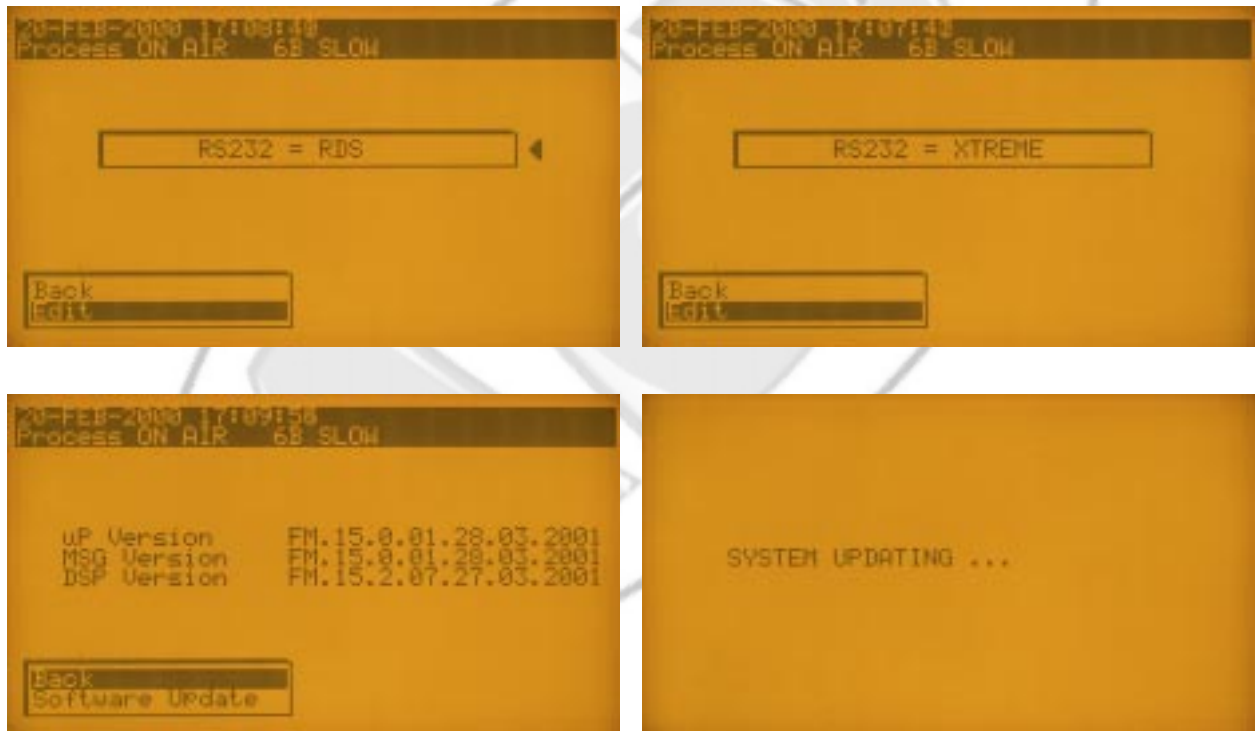 20-FEB-2000 17:08:40
Process ON AIR 6B SLOW
RS232 = RDS
Back
Edit
20-FEB-2000 17:07:40
Process ON AIR 6B SLOW
RS232 = XTREME
Back
Edit
20-FEB-2000 17:09:50
Process ON AIR 6B SLOW
uP Version FM.15.0.01.28.03.2001
MSG Version FM.15.0.01.28.03.2001
DSP Version FM.15.2.07.27.03.2001
Back
Software Update
SYSTEM UPDATING ...